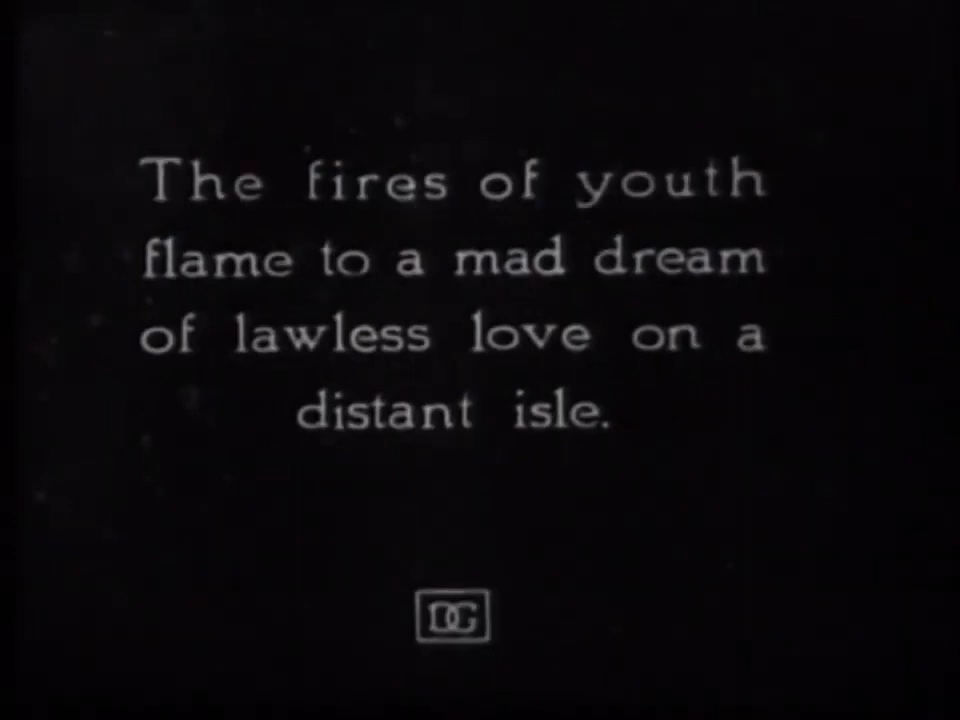 The fires of youth
flame to a mad dream
of lawless love on a
distant isle.
DG